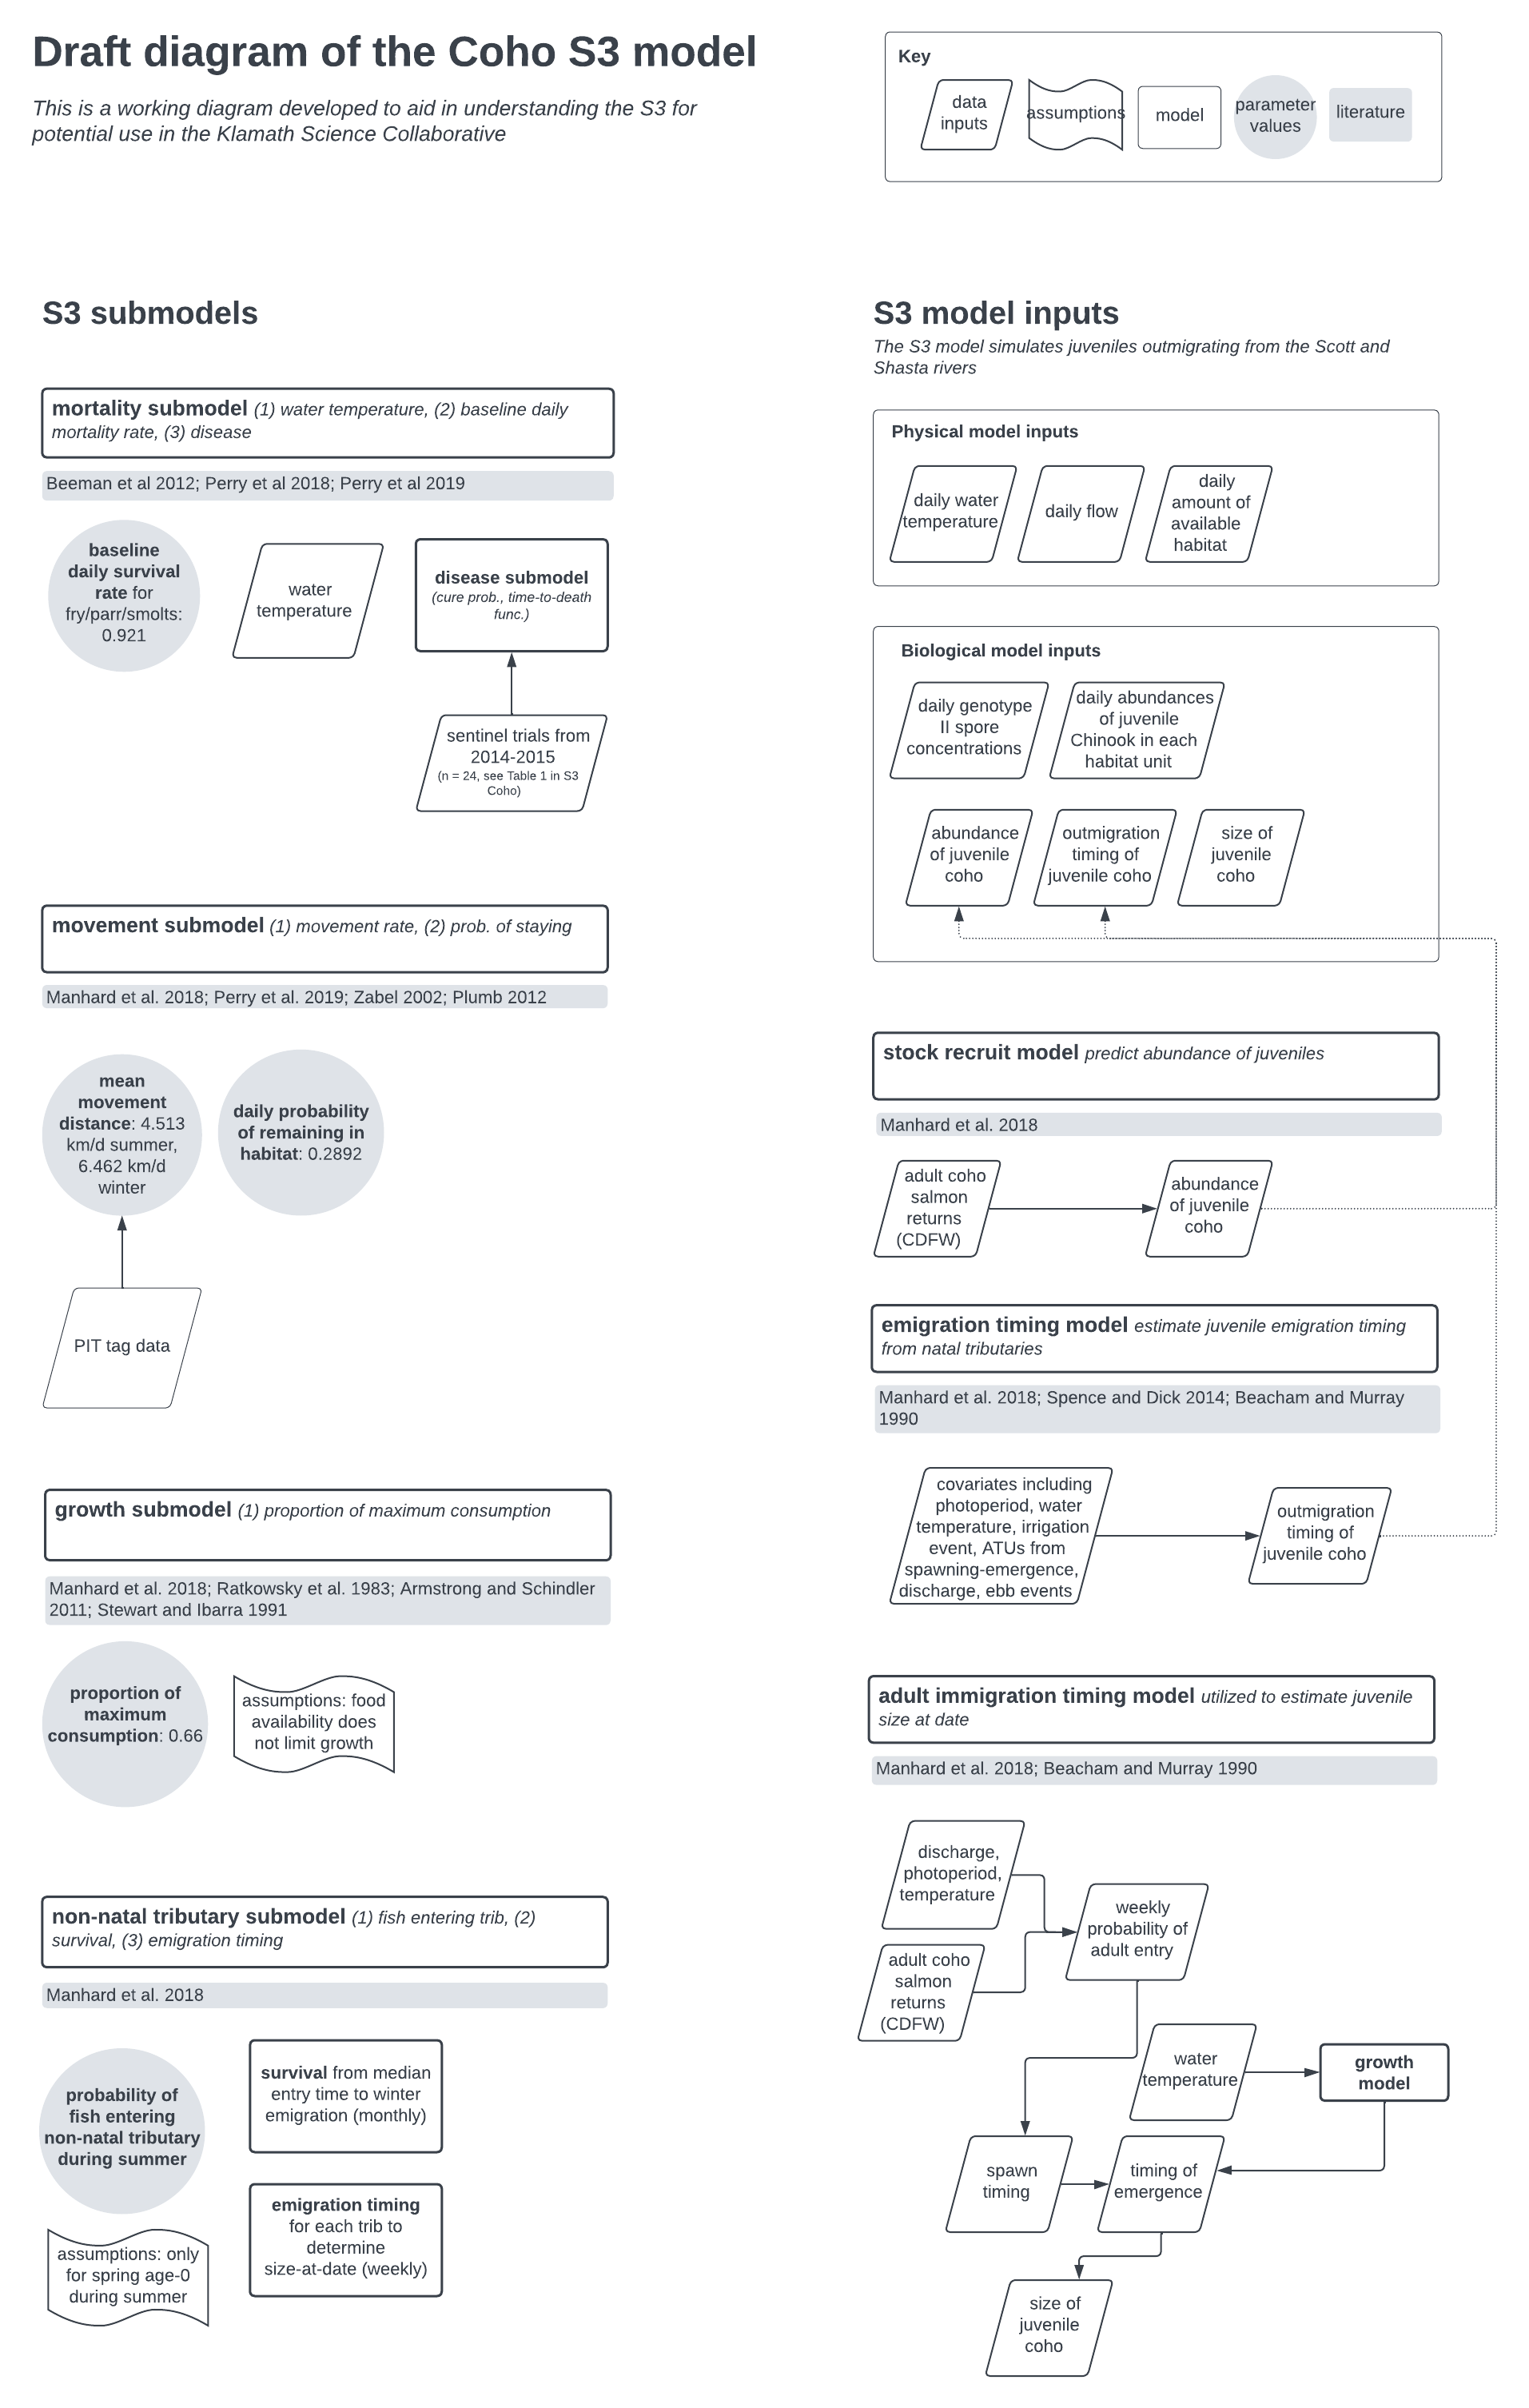 Draft diagram of the Coho S3 model
This is a working diagram developed to aid in understanding the S3 for
potential use in the Klamath Science Collaborative
Key
data
inputs
assumptions
model
parameter
values
literature
S3 submodels
mortality submodel (1) water temperature, (2) baseline daily
mortality rate, (3) disease
Beeman et al 2012; Perry et al 2018; Perry et al 2019
baseline
daily survival
rate for
fry/parr/smolts:
0.921
water
temperature
disease submodel
(cure prob., time-to-death
func.)
sentinel trials from
2014-2015
(n = 24, see Table 1 in S3
Coho)
movement submodel (1) movement rate, (2) prob. of staying
Manhard et al. 2018; Perry et al. 2019; Zabel 2002; Plumb 2012
mean
movement
distance: 4.513
km/d summer,
6.462 km/d
winter
daily probability
of remaining in
habitat: 0.2892
PIT tag data
growth submodel (1) proportion of maximum consumption
Manhard et al. 2018; Ratkowsky et al. 1983; Armstrong and Schindler
2011; Stewart and Ibarra 1991
proportion of
maximum
consumption: 0.66
assumptions: food
availability does
not limit growth
non-natal tributary submodel (1) fish entering trib, (2)
survival, (3) emigration timing
Manhard et al. 2018
probability of
fish entering
non-natal tributary
during summer
survival from median
entry time to winter
emigration (monthly)
emigration timing
for each trib to
determine
size-at-date (weekly)
assumptions: only
for spring age-0
during summer
S3 model inputs
The S3 model simulates juveniles outmigrating from the Scott and
Shasta rivers
Physical model inputs
daily water
temperature
daily flow
daily
amount of
available
habitat
Biological model inputs
daily genotype
II spore
concentrations
daily abundances
of juvenile
Chinook in each
habitat unit
abundance
of juvenile
coho
outmigration
timing of
juvenile coho
size of
juvenile
coho
stock recruit model predict abundance of juveniles
Manhard et al. 2018
adult coho
salmon
returns
(CDFW)
abundance
of juvenile
coho
emigration timing model estimate juvenile emigration timing
from natal tributaries
Manhard et al. 2018; Spence and Dick 2014; Beacham and Murray
1990
covariates including
photoperiod, water
temperature, irrigation
event, ATUs from
spawning-emergence,
discharge, ebb events
outmigration
timing of
juvenile coho
adult immigration timing model utilized to estimate juvenile
size at date
Manhard et al. 2018; Beacham and Murray 1990
discharge,
photoperiod,
temperature
adult coho
salmon
returns
(CDFW)
weekly
probability of
adult entry
water
temperature
growth
model
spawn
timing
timing of
emergence
size of
juvenile
coho